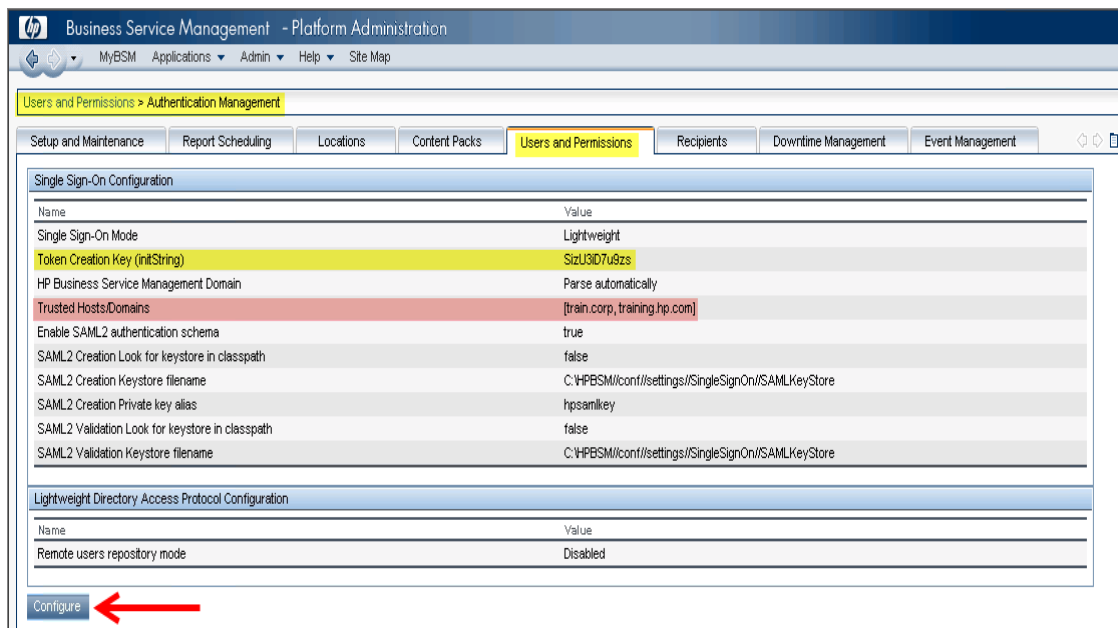 hp Business Service Management - Platform Administration
MyBSM Applications Admin Help Site Map
Users and Permissions > Authentication Management
Setup and Maintenance Report Scheduling Locations Content Packs Users and Permissions Recipients Downtime Management Event Management
Single Sign-On Configuration
Name Value
Single Sign-On Mode Lightweight
Token Creation Key (initString) SizU3iD7u9zs
HP Business Service Management Domain Parse automatically
Trusted Hosts/Domains [train.corp, training.hp.com]
Enable SAML2 authentication schema true
SAML2 Creation Look for keystore in classpath false
SAML2 Creation Keystore filename C:\HPBSM//conf//settings//SingleSignOn//SAMLKeyStore
SAML2 Creation Private key alias hpsamlkey
SAML2 Validation Look for keystore in classpath false
SAML2 Validation Keystore filename C:\HPBSM//conf//settings//SingleSignOn//SAMLKeyStore
Lightweight Directory Access Protocol Configuration
Name Value
Remote users repository mode Disabled
Configure